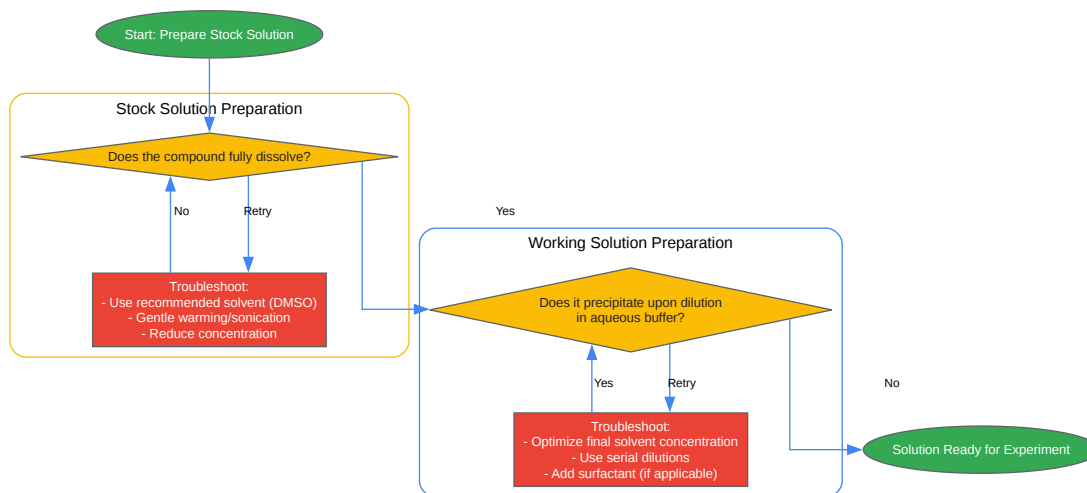 Start: Prepare Stock Solution
Stock Solution Preparation
Does the compound fully dissolve?
No
Retry
Troubleshoot:
- Use recommended solvent (DMSO)
- Gentle warming/sonication
- Reduce concentration
Yes
Working Solution Preparation
Does it precipitate upon dilution
in aqueous buffer?
Yes
Retry
No
Troubleshoot:
- Optimize final solvent concentration
- Use serial dilutions
- Add surfactant (if applicable)
Solution Ready for Experiment